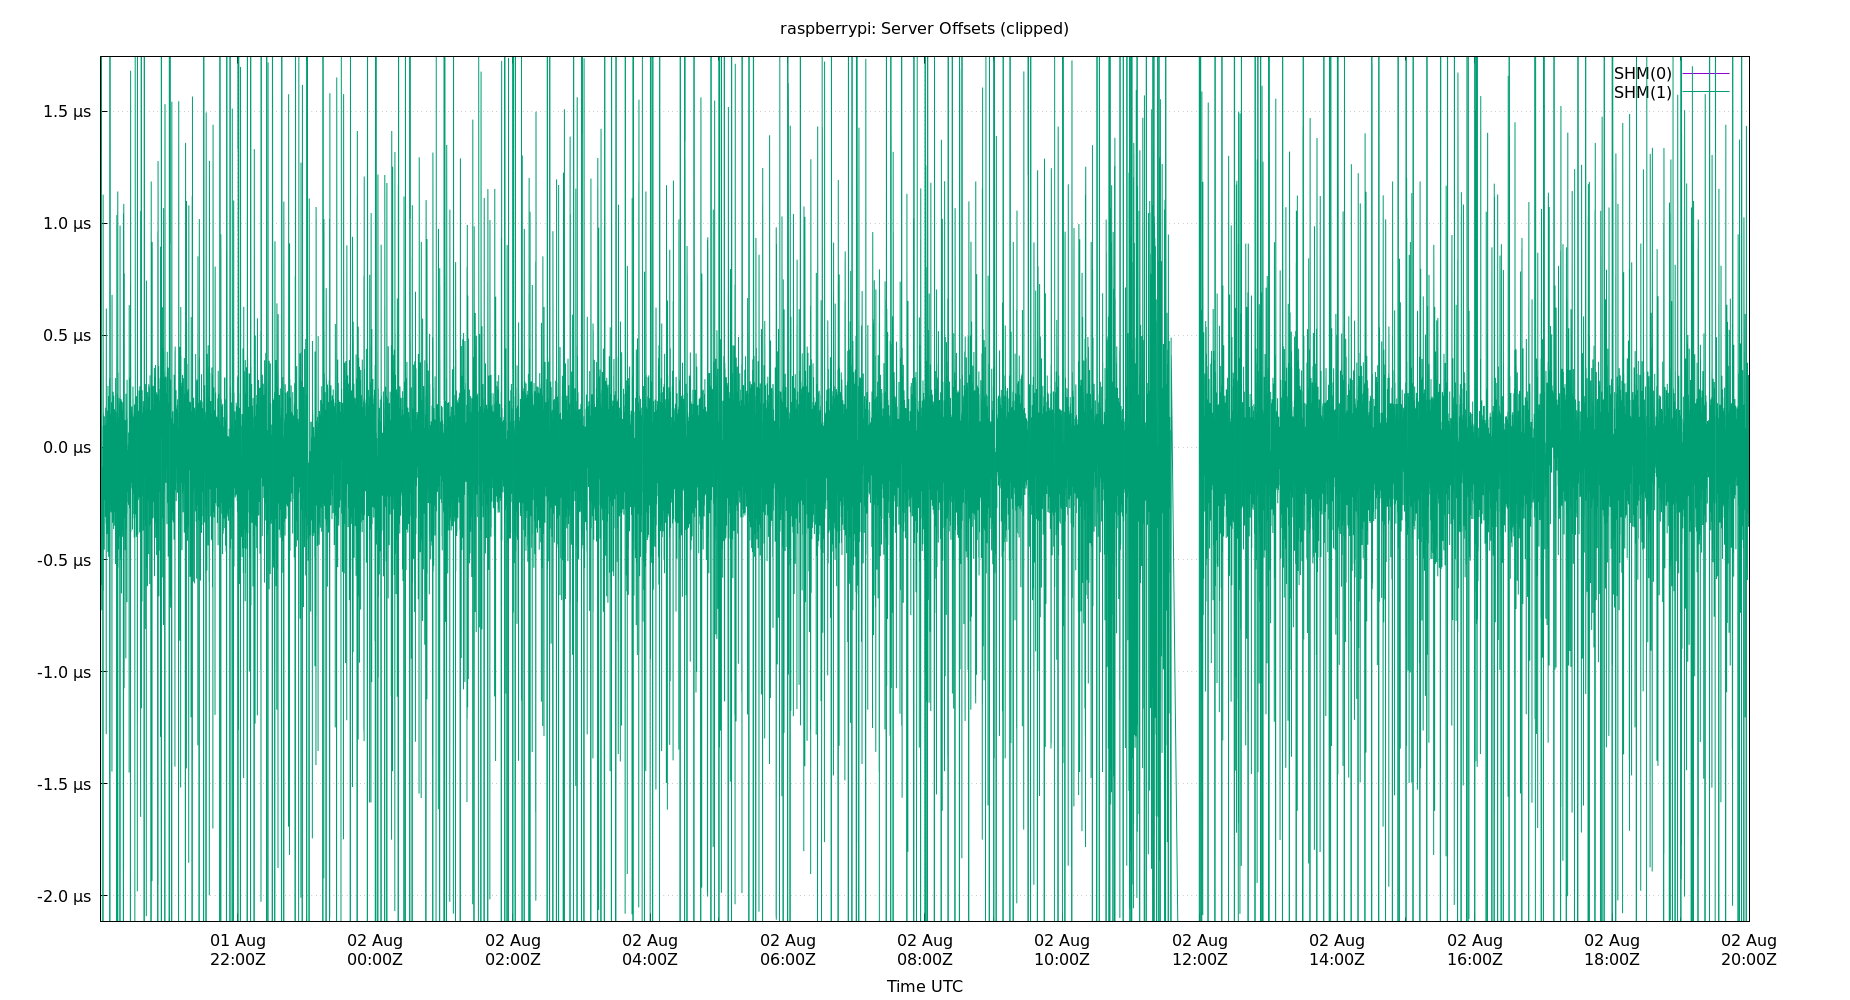 raspberrypi: Server Offsets (clipped)
SHM(0)
SHM(1)
1.5 µs
1.0 µs
0.5 µs
0.0 µs
-0.5 µs
-1.0 µs
-1.5 µs
-2.0 µs
01 Aug 02 Aug 02 Aug 02 Aug 02 Aug 02 Aug 02 Aug 02 Aug 02 Aug 02 Aug 02 Aug 02 Aug
22:00Z 00:00Z 02:00Z 04:00Z 06:00Z 08:00Z 10:00Z 12:00Z 14:00Z 16:00Z 18:00Z 20:00Z
Time UTC